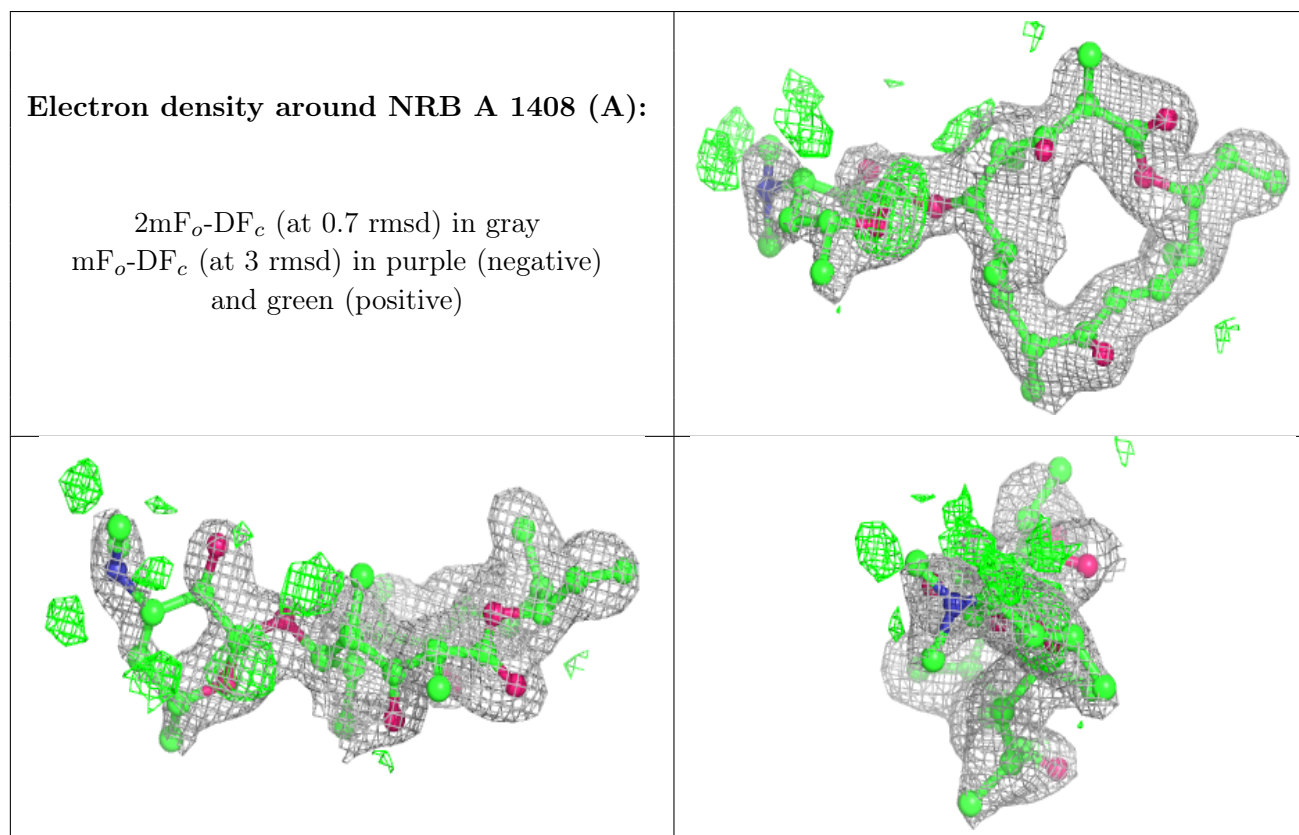 Electron density around NRB A 1408 (A):
2mFo-DFc (at 0.7 rmsd) in gray
mFo-DFc (at 3 rmsd) in purple (negative)
and green (positive)